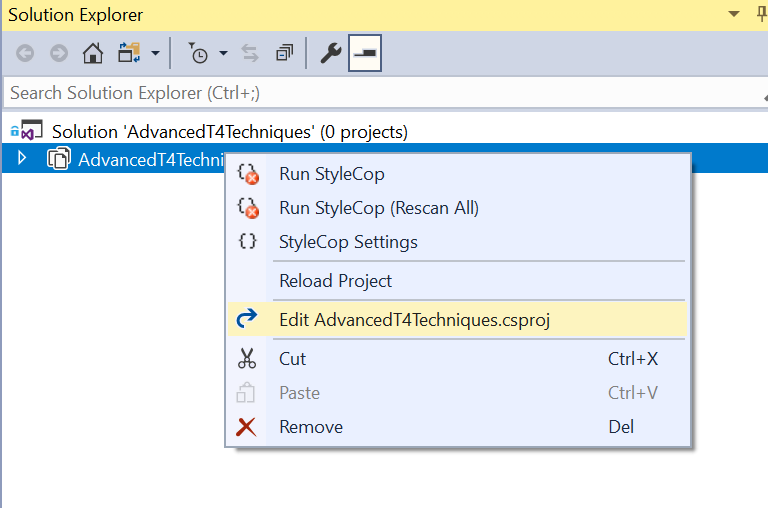 Solution Explorer
Search Solution Explorer (Ctrl+;)
Solution 'AdvancedT4Techniques' (0 projects)
AdvancedT4Techni
Run StyleCop
Run StyleCop (Rescan All)
StyleCop Settings
Reload Project
Edit AdvancedT4Techniques.csproj
Cut Ctrl+X
Paste Ctrl+V
Remove Del